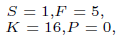 S = 1,F = 5,
K = 16,P = 0,